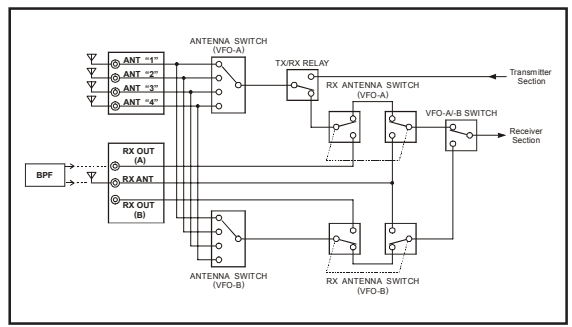 ANTENNA SWITCH
(VFO-A)
TX/RX RELAY
ANT “1”
ANT “2”
ANT “3”
ANT “4”
Transmitter
Section
RX ANTENNA SWITCH
(VFO-A)
VFO-A/-B SWITCH
Receiver
Section
RX OUT
(A)
BPF
RX ANT
RX OUT
(B)
ANTENNA SWITCH
(VFO-B)
RX ANTENNA SWITCH
(VFO-B)